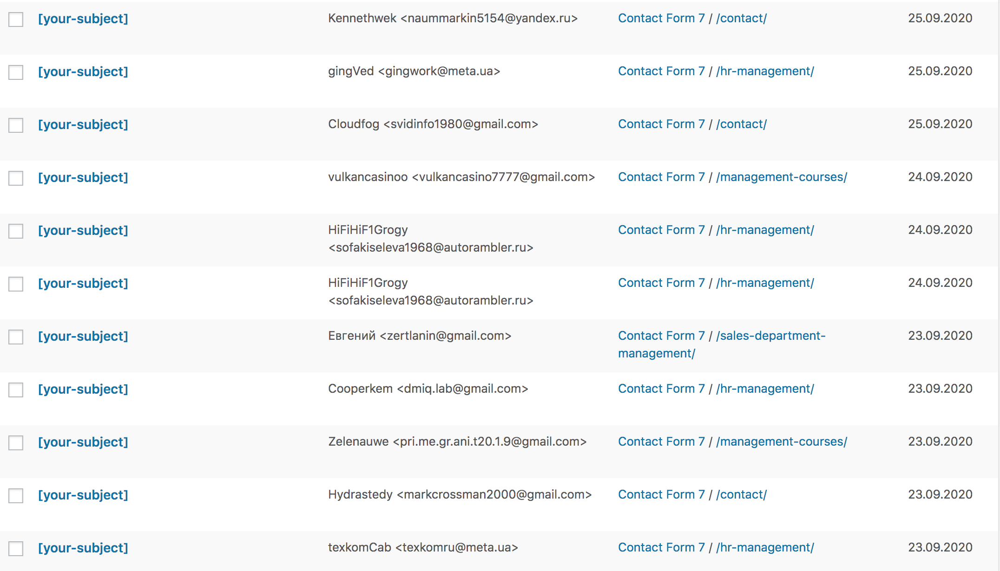 [your-subject] Kennethwek <naummarkin5154@yandex.ru> Contact Form 7 / /contact/ 25.09.2020
[your-subject] gingVed <gingwork@meta.ua> Contact Form 7 / /hr-management/ 25.09.2020
[your-subject] Cloudfog <svidinfo1980@gmail.com> Contact Form 7 / /contact/ 25.09.2020
[your-subject] vulkancasinoo <vulkancasino7777@gmail.com> Contact Form 7 / /management-courses/ 24.09.2020
[your-subject] HiFiHiF1Grogy Contact Form 7 / /hr-management/ 24.09.2020
<sofakiseleva1968@autorambler.ru>
[your-subject] HiFiHiF1Grogy Contact Form 7 / /hr-management/ 24.09.2020
<sofakiseleva1968@autorambler.ru>
[your-subject] Евгений <zertlanin@gmail.com> Contact Form 7 / /sales-department- 23.09.2020
management/
[your-subject] Cooperkem <dmiq.lab@gmail.com> Contact Form 7 / /hr-management/ 23.09.2020
[your-subject] Zelenauwe <pri.me.gr.ani.t20.1.9@gmail.com> Contact Form 7 / /management-courses/ 23.09.2020
[your-subject] Hydrastedy <markcrossman2000@gmail.com> Contact Form 7 / /contact/ 23.09.2020
[your-subject] texkomCab <texkomru@meta.ua> Contact Form 7 / /hr-management/ 23.09.2020